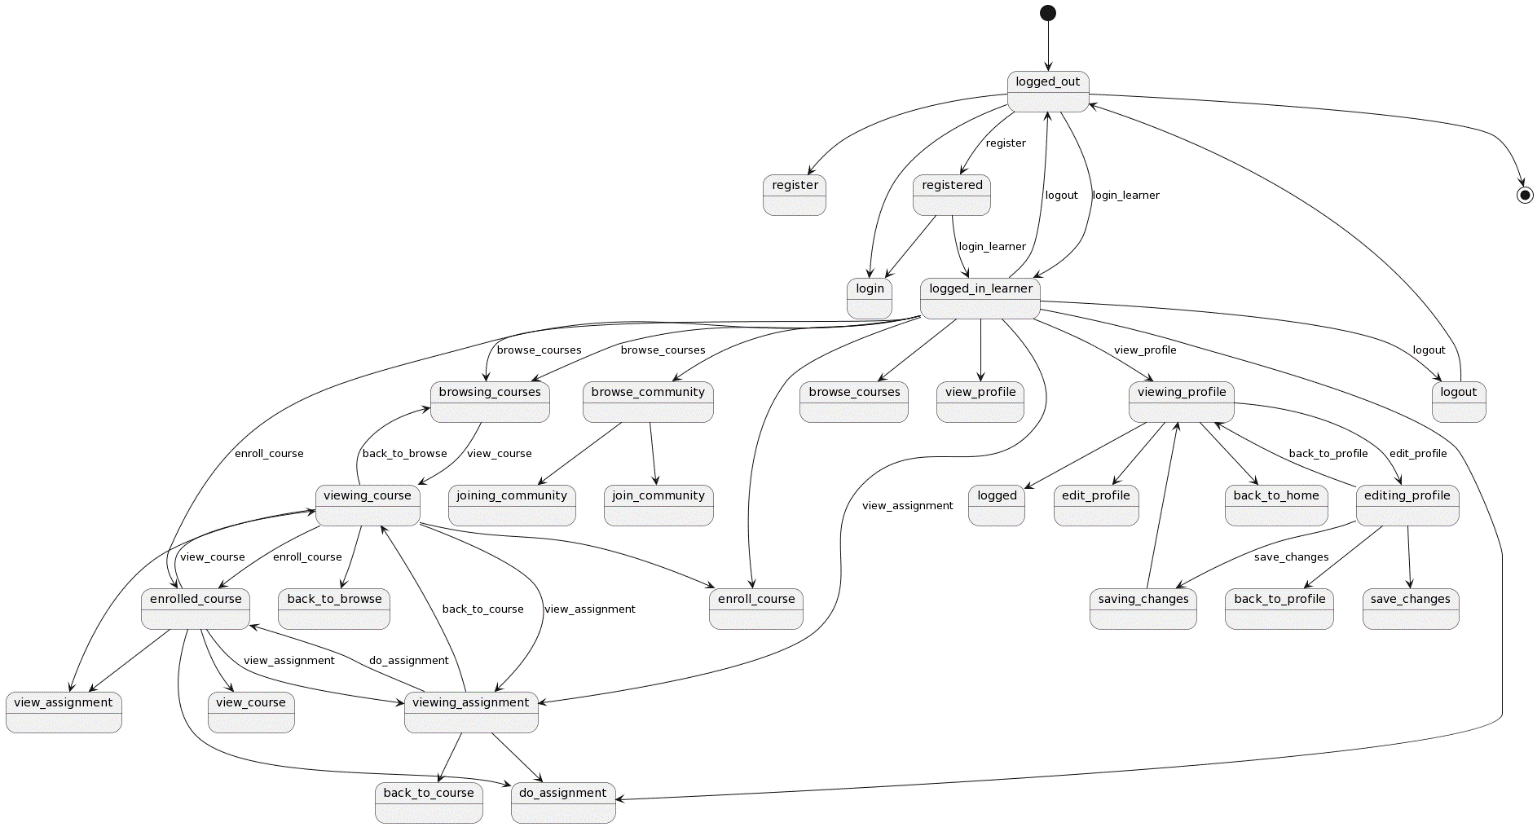 logged_out
register
register
registered
logout
login_learner
login_learner
login
logged_in_learner
browse_courses
browse_courses
view_profile
logout
browsing_courses
browse_community
browse_courses
view_profile
viewing_profile
logout
enroll_course
back_to_browse
view_course
back_to_profile
edit_profile
viewing_course
joining_community
join_community
view_assignment
logged
edit_profile
back_to_home
editing_profile
view_course
enroll_course
save_changes
enrolled_course
back_to_browse
back_to_course
view_assignment
enroll_course
saving_changes
back_to_profile
save_changes
view_assignment
do_assignment
view_assignment
view_course
viewing_assignment
back_to_course
do_assignment